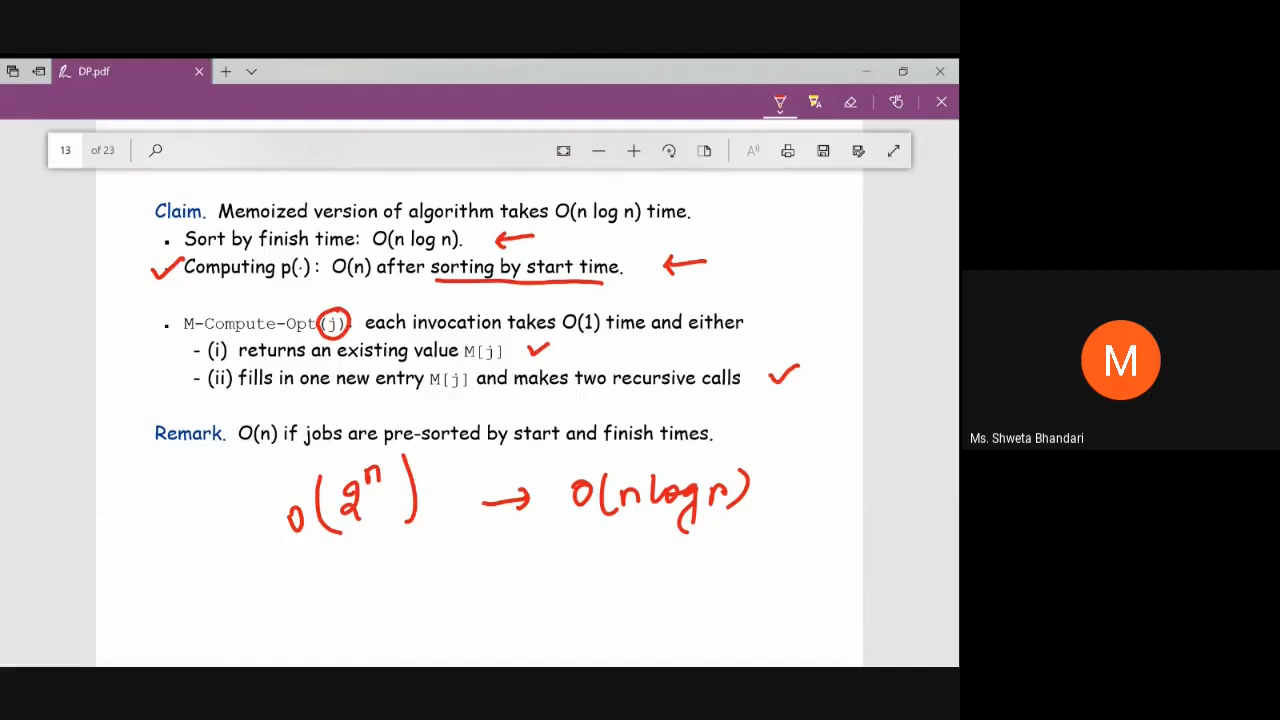 DP.pdf
13 of 23
Claim. Memoized version of algorithm takes O(n log n) time.
▪ Sort by finish time: O(n log n).
Computing p(·) : O(n) after sorting by start time.
▪ M-Compute-Opt(j): each invocation takes O(1) time and either
- (i) returns an existing value M[j]
- (ii) fills in one new entry M[j] and makes two recursive calls
Remark. O(n) if jobs are pre-sorted by start and finish times.
O(2^n) → O(n log n)
M
Ms. Shweta Bhandari